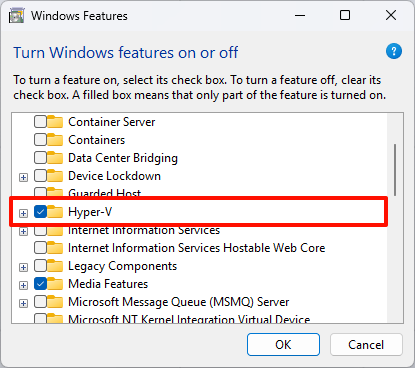 Windows Features
Turn Windows features on or off
?
To turn a feature on, select its check box. To turn a feature off, clear its
check box. A filled box means that only part of the feature is turned on.
Container Server
Containers
Data Center Bridging
Device Lockdown
Guarded Host
Hyper-V
Internet Information Services
Internet Information Services Hostable Web Core
Legacy Components
Media Features
Microsoft Message Queue (MSMQ) Server
Microsoft NT Kernel Integration Virtual Device
OK
Cancel